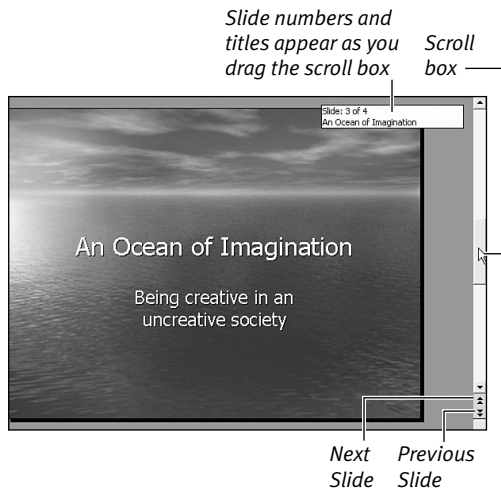 Slide numbers and
titles appear as you
drag the scroll box
Scroll
box
Slide: 3 of 4
An Ocean of Imagination
An Ocean of Imagination
Being creative in an
uncreative society
Next
Slide
Previous
Slide